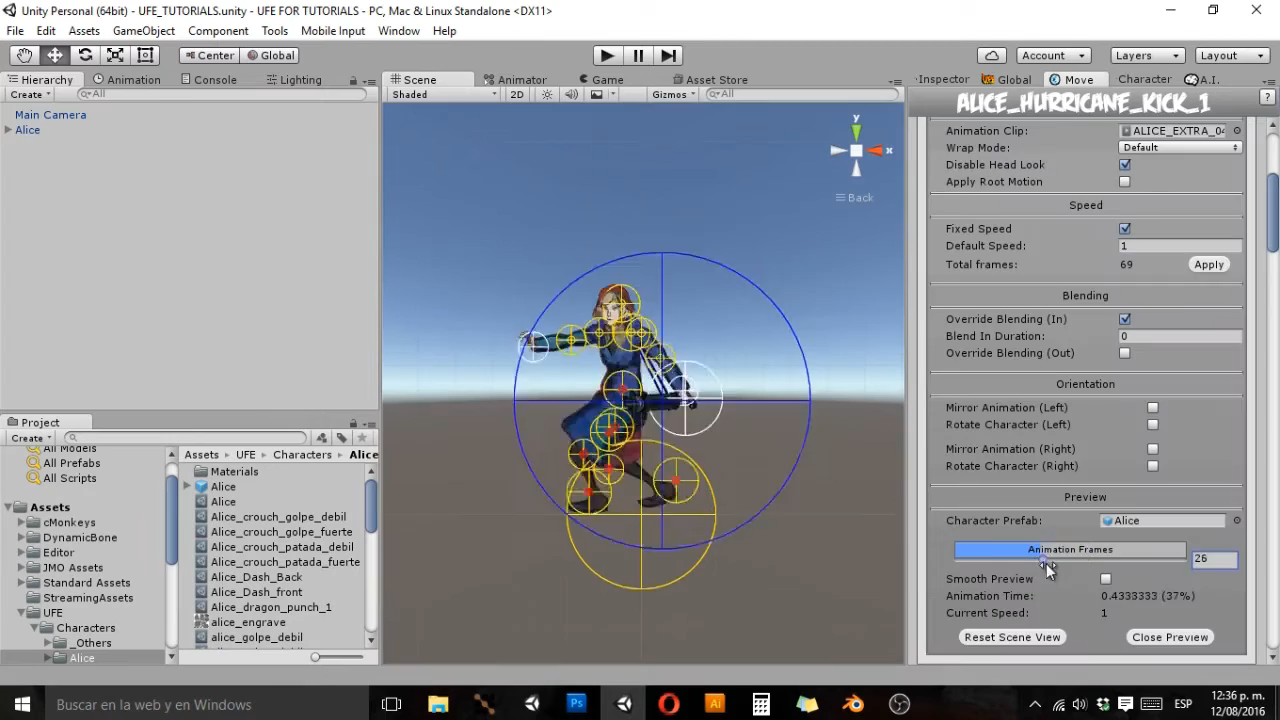 Unity Personal (64bit) - UFE_TUTORIALS.unity - UFE FOR TUTORIALS - PC, Mac & Linux Standalone <DX11>
File Edit Assets GameObject Component Tools Mobile Input Window Help
Center Global Account Layers Layout
Hierarchy Animation Console Lighting
Create All
Main Camera
Alice
Scene Animator Game Asset Store
Shaded 2D Gizmos All
y
x
Back
Inspector Global Move Character A.I.
ALICE_HURRICANE_KICK_1 ?
Animation Clip: ALICE_EXTRA_04
Wrap Mode: Default
Disable Head Look
Apply Root Motion
Speed
Fixed Speed
Default Speed: 1
Total frames: 69 Apply
Blending
Override Blending (In)
Blend In Duration: 0
Override Blending (Out)
Orientation
Mirror Animation (Left)
Rotate Character (Left)
Mirror Animation (Right)
Rotate Character (Right)
Preview
Character Prefab: Alice
Animation Frames 26
Smooth Preview
Animation Time: 0.4333333 (37%)
Current Speed: 1
Reset Scene View Close Preview
Project
Create
All Models
All Prefabs
All Scripts
Assets
cMonkeys
DynamicBone
Editor
JMO Assets
Standard Assets
StreamingAssets
UFE
Characters
_Others
Alice
Assets UFE Characters Alice
Materials
Alice
Alice
Alice_crouch_golpe_debil
Alice_crouch_golpe_fuerte
Alice_crouch_patada_debil
Alice_crouch_patada_fuerte
Alice_Dash_Back
Alice_Dash_front
Alice_dragon_punch_1
alice_engrave
alice_golpe_debil
Buscar en la web y en Windows
Ps Ai
ESP
12:36 p. m.
12/08/2016